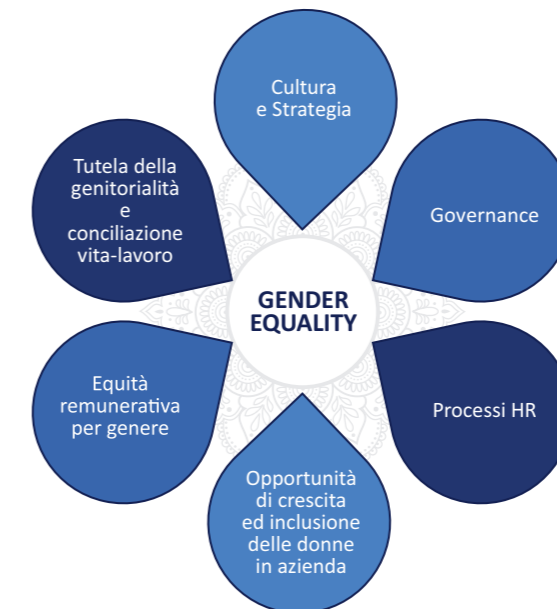 Cultura
e Strategia
Tutela della
genitorialità
e
conciliazione
vita-lavoro
Governance
GENDER
EQUALITY
Equità
remunerativa
per genere
Processi HR
Opportunità
di crescita
ed inclusione
delle donne
in azienda